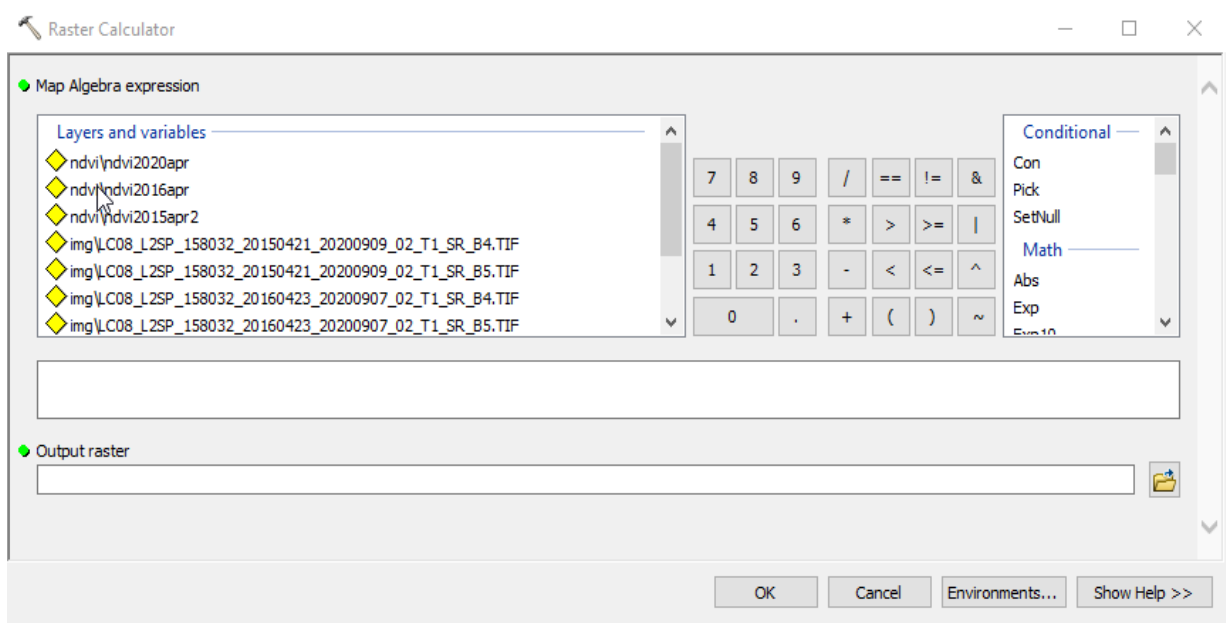 Raster Calculator
Map Algebra expression
Layers and variables
ndvi\ndvi2020apr
ndvi\ndvi2016apr
ndvi\ndvi2015apr2
img\LC08_L2SP_158032_20150421_20200909_02_T1_SR_B4.TIF
img\LC08_L2SP_158032_20150421_20200909_02_T1_SR_B5.TIF
img\LC08_L2SP_158032_20160423_20200907_02_T1_SR_B4.TIF
img\LC08_L2SP_158032_20160423_20200907_02_T1_SR_B5.TIF
7 8 9 / == != &
4 5 6 * > >= |
1 2 3 - < <= ^
0 . + ( ) ~
Conditional
Con
Pick
SetNull
Math
Abs
Exp
Exp10
Output raster
OK Cancel Environments... Show Help >>